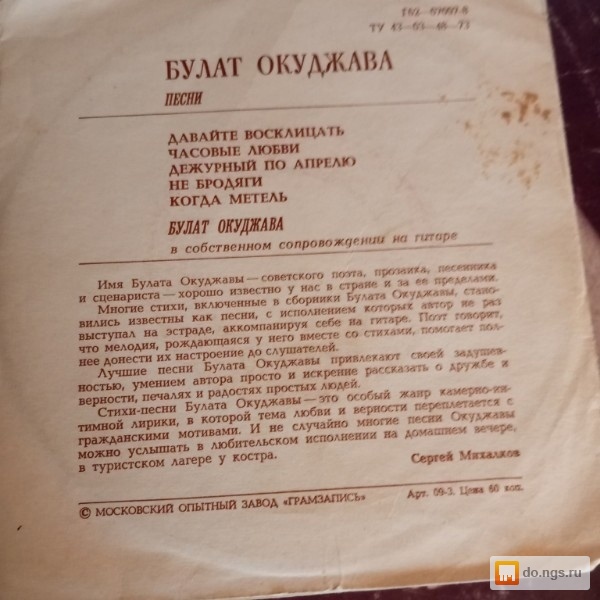 Г62—07097-8
ТУ 43—03—48—73
БУЛАТ ОКУДЖАВА
ПЕСНИ
ДАВАЙТЕ ВОСКЛИЦАТЬ
ЧАСОВЫЕ ЛЮБВИ
ДЕЖУРНЫЙ ПО АПРЕЛЮ
НЕ БРОДЯГИ
КОГДА МЕТЕЛЬ
БУЛАТ ОКУДЖАВА
в собственном сопровождении на гитаре
Имя Булата Окуджавы — советского поэта, прозаика, песенника
и сценариста — хорошо известно у нас в стране и за ее пределами.
Многие стихи, включенные в сборники Булата Окуджавы, стано-
вились известны как песни, с исполнением которых автор не раз
выступал на эстраде, аккомпанируя себе на гитаре. Поэт говорит,
что мелодия, рождающаяся у него вместе со стихами, помогает пол-
нее донести их настроение до слушателей.
Лучшие песни Булата Окуджавы привлекают своей задушев-
ностью, умением автора просто и искренне рассказать о дружбе и
верности, печалях и радостях простых людей.
Стихи-песни Булата Окуджавы — это особый жанр камерно-ин-
тимной лирики, в которой тема любви и верности переплетается с
гражданскими мотивами. И не случайно многие песни Окуджавы
можно услышать в любительском исполнении на домашнем вечере,
в туристском лагере у костра.
Сергей Михалков
© МОСКОВСКИЙ ОПЫТНЫЙ ЗАВОД «ГРАМЗАПИСЬ»
Арт. 09-3. Цена 60 коп.
do.ngs.ru